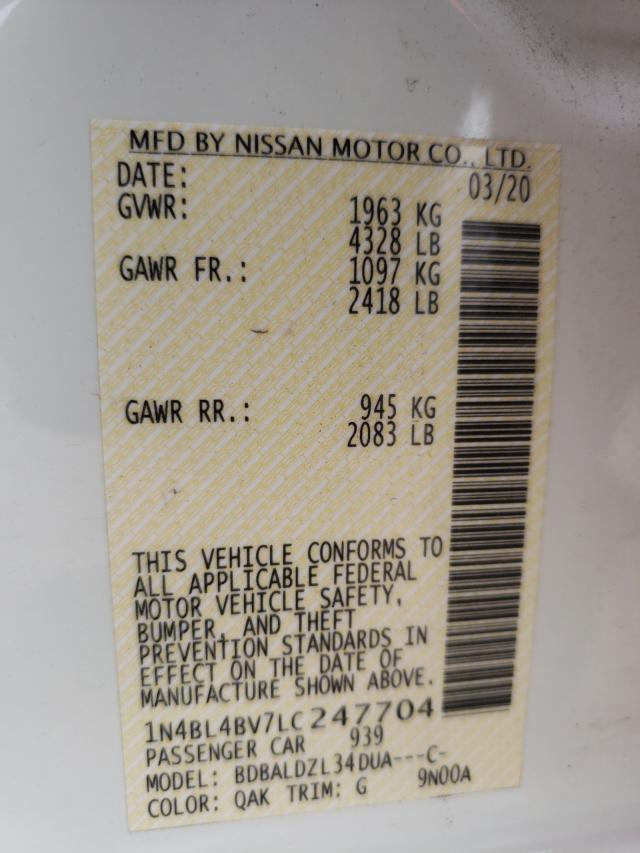 MFD BY NISSAN MOTOR CO., LTD.
DATE: 03/20
GVWR: 1963 KG
4328 LB
GAWR FR.: 1097 KG
2418 LB
GAWR RR.: 945 KG
2083 LB
THIS VEHICLE CONFORMS TO
ALL APPLICABLE FEDERAL
MOTOR VEHICLE SAFETY,
BUMPER, AND THEFT
PREVENTION STANDARDS IN
EFFECT ON THE DATE OF
MANUFACTURE SHOWN ABOVE.
1N4BL4BV7LC247704
PASSENGER CAR 939
MODEL: BDBALDZL34DUA---C-
9N00A
COLOR: QAK TRIM: G